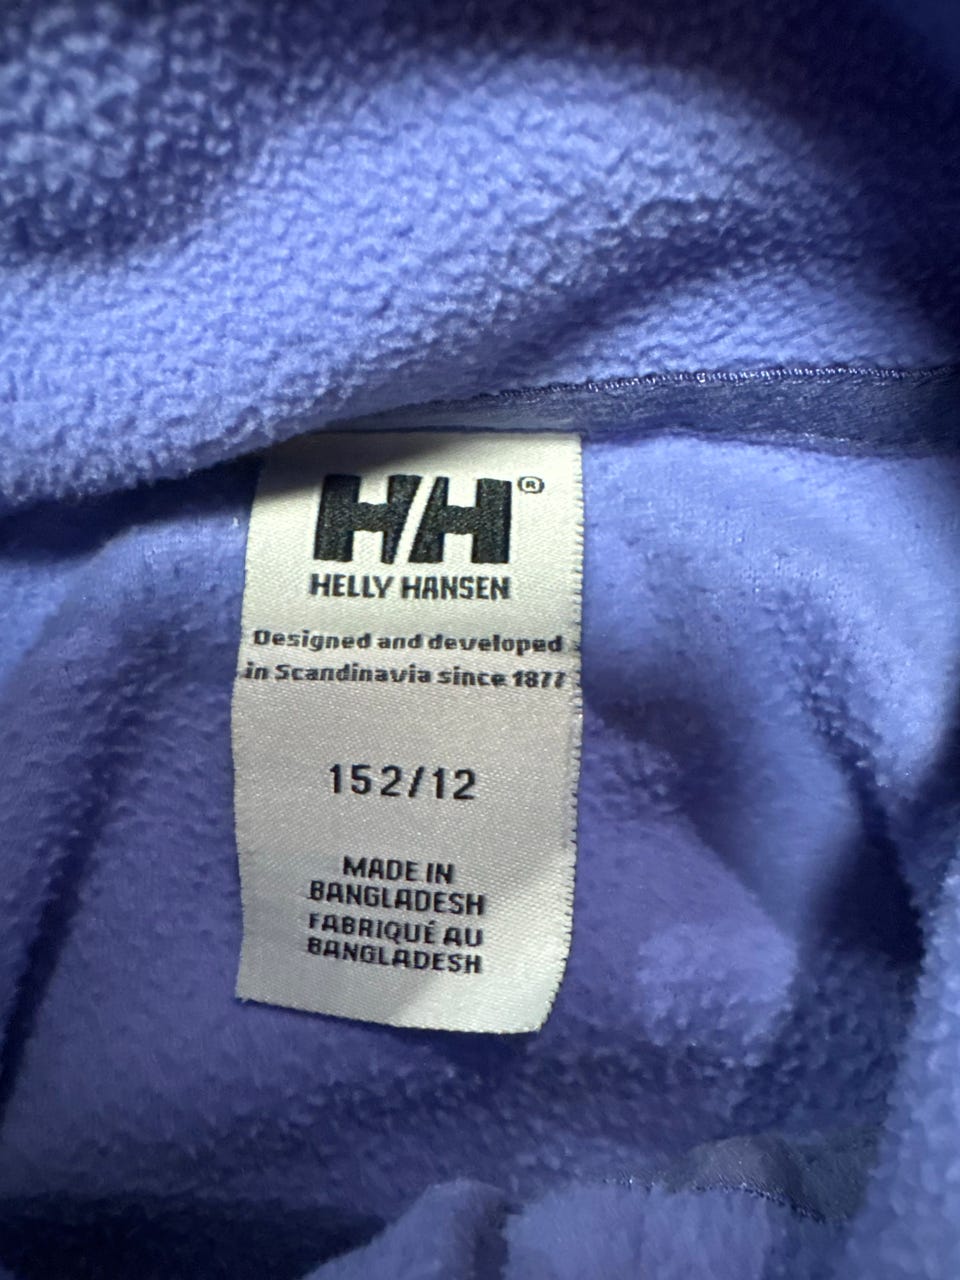 HH®
HELLY HANSEN
Designed and developed
in Scandinavia since 1877
152/12
MADE IN
BANGLADESH
FABRIQUÉ AU
BANGLADESH